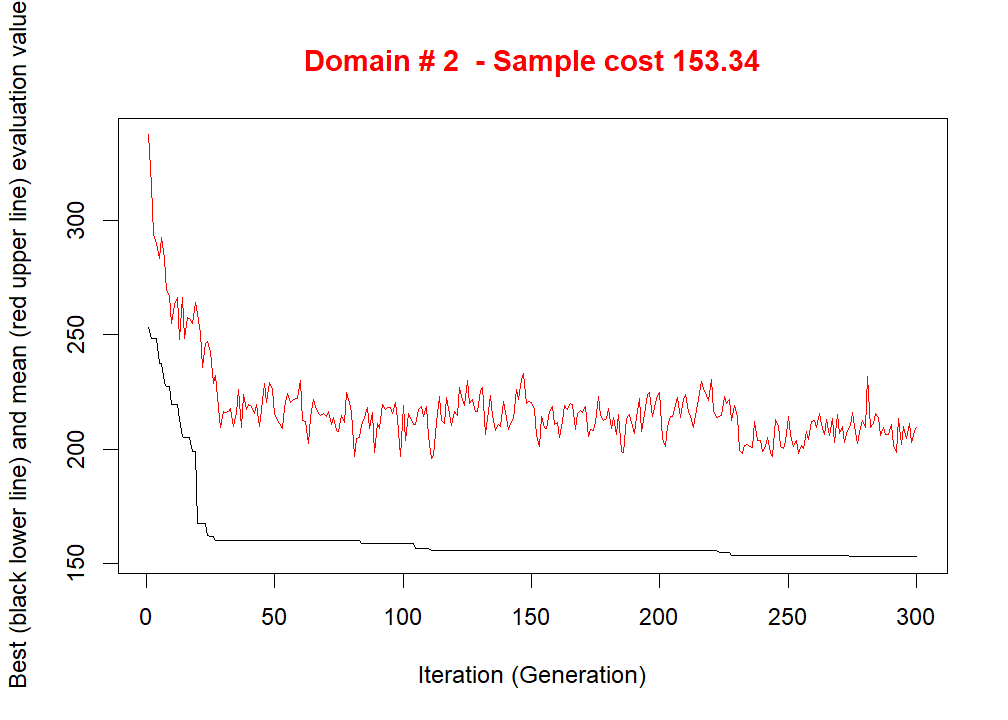 Domain # 2  - Sample cost 153.34
Best (black lower line) and mean (red upper line) evaluation value
300
250
200
150
0 50 100 150 200 250 300
Iteration (Generation)